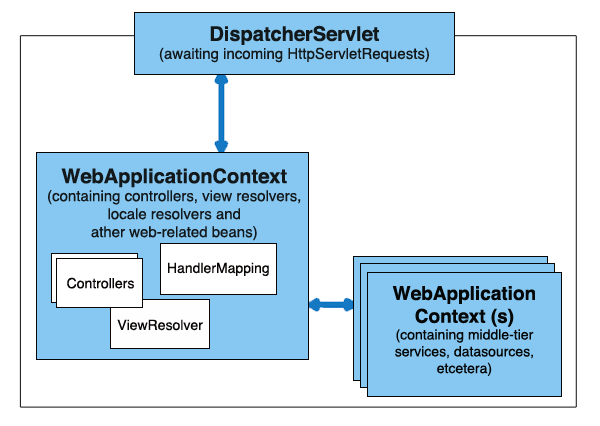 DispatcherServlet
(awaiting incoming HttpServletRequests)
WebApplicationContext
(containing controllers, view resolvers,
locale resolvers and
ather web-related beans)
HandlerMapping
Controllers
ViewResolver
WebApplication
Context (s)
(containing middle-tier
services, datasources,
etcetera)